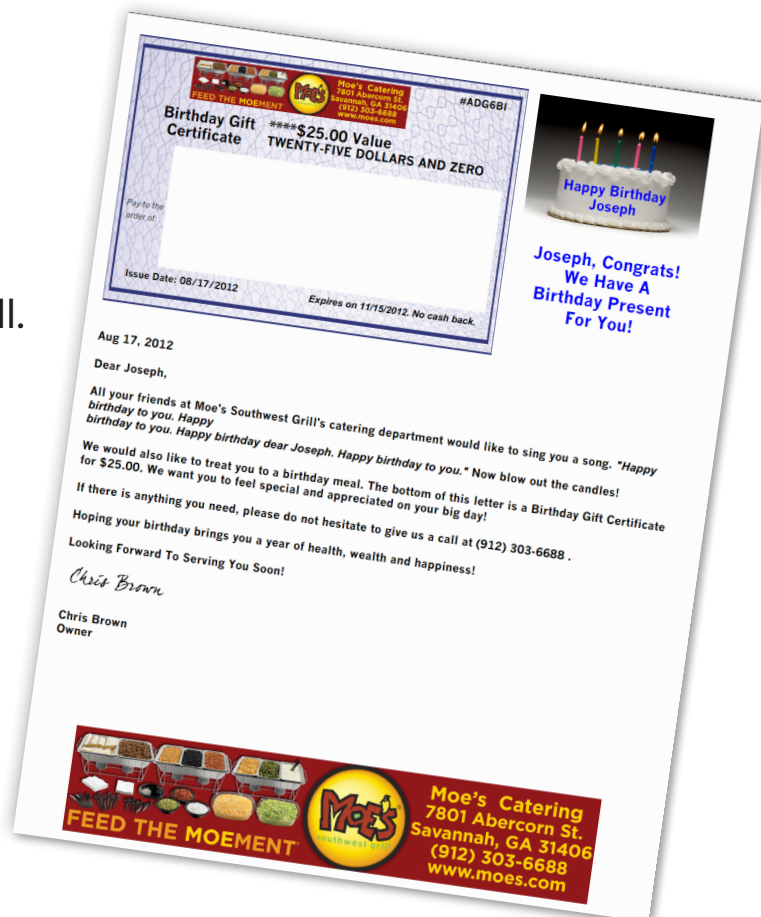 ll.
FEED THE MOEMENT
MOE'S
Moe's Catering
7801 Abercorn St.
Savannah, GA 31406
(912) 303-6688
www.moes.com
#ADG6BI
Birthday Gift
Certificate
****$25.00 Value
TWENTY-FIVE DOLLARS AND ZERO
Pay to the
order of:
Issue Date: 08/17/2012
Expires on 11/15/2012. No cash back.
Happy Birthday
Joseph
Joseph, Congrats!
We Have A
Birthday Present
For You!
Aug 17, 2012
Dear Joseph,
All your friends at Moe's Southwest Grill's catering department would like to sing you a song. "Happy
birthday to you. Happy
birthday to you. Happy birthday dear Joseph. Happy birthday to you." Now blow out the candles!
We would also like to treat you to a birthday meal. The bottom of this letter is a Birthday Gift Certificate
for $25.00. We want you to feel special and appreciated on your big day!
If there is anything you need, please do not hesitate to give us a call at (912) 303-6688 .
Hoping your birthday brings you a year of health, wealth and happiness!
Looking Forward To Serving You Soon!
Chris Brown
Chris Brown
Owner
FEED THE MOEMENT
MOE'S
southwest grill
Moe's Catering
7801 Abercorn St.
Savannah, GA 31406
(912) 303-6688
www.moes.com